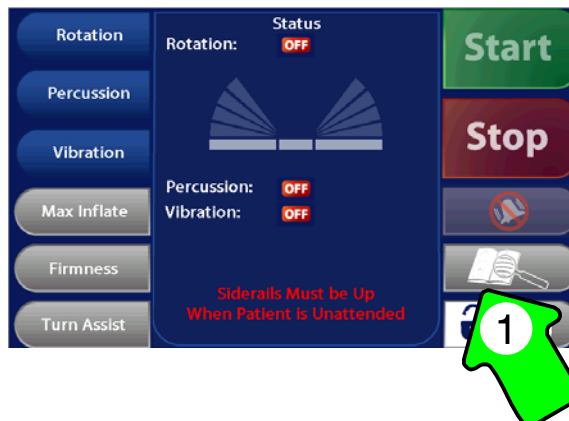 Rotation
Percussion
Vibration
Max Inflate
Firmness
Turn Assist
Status
Rotation: OFF
Percussion: OFF
Vibration: OFF
Siderails Must be Up
When Patient is Unattended
Start
Stop
1